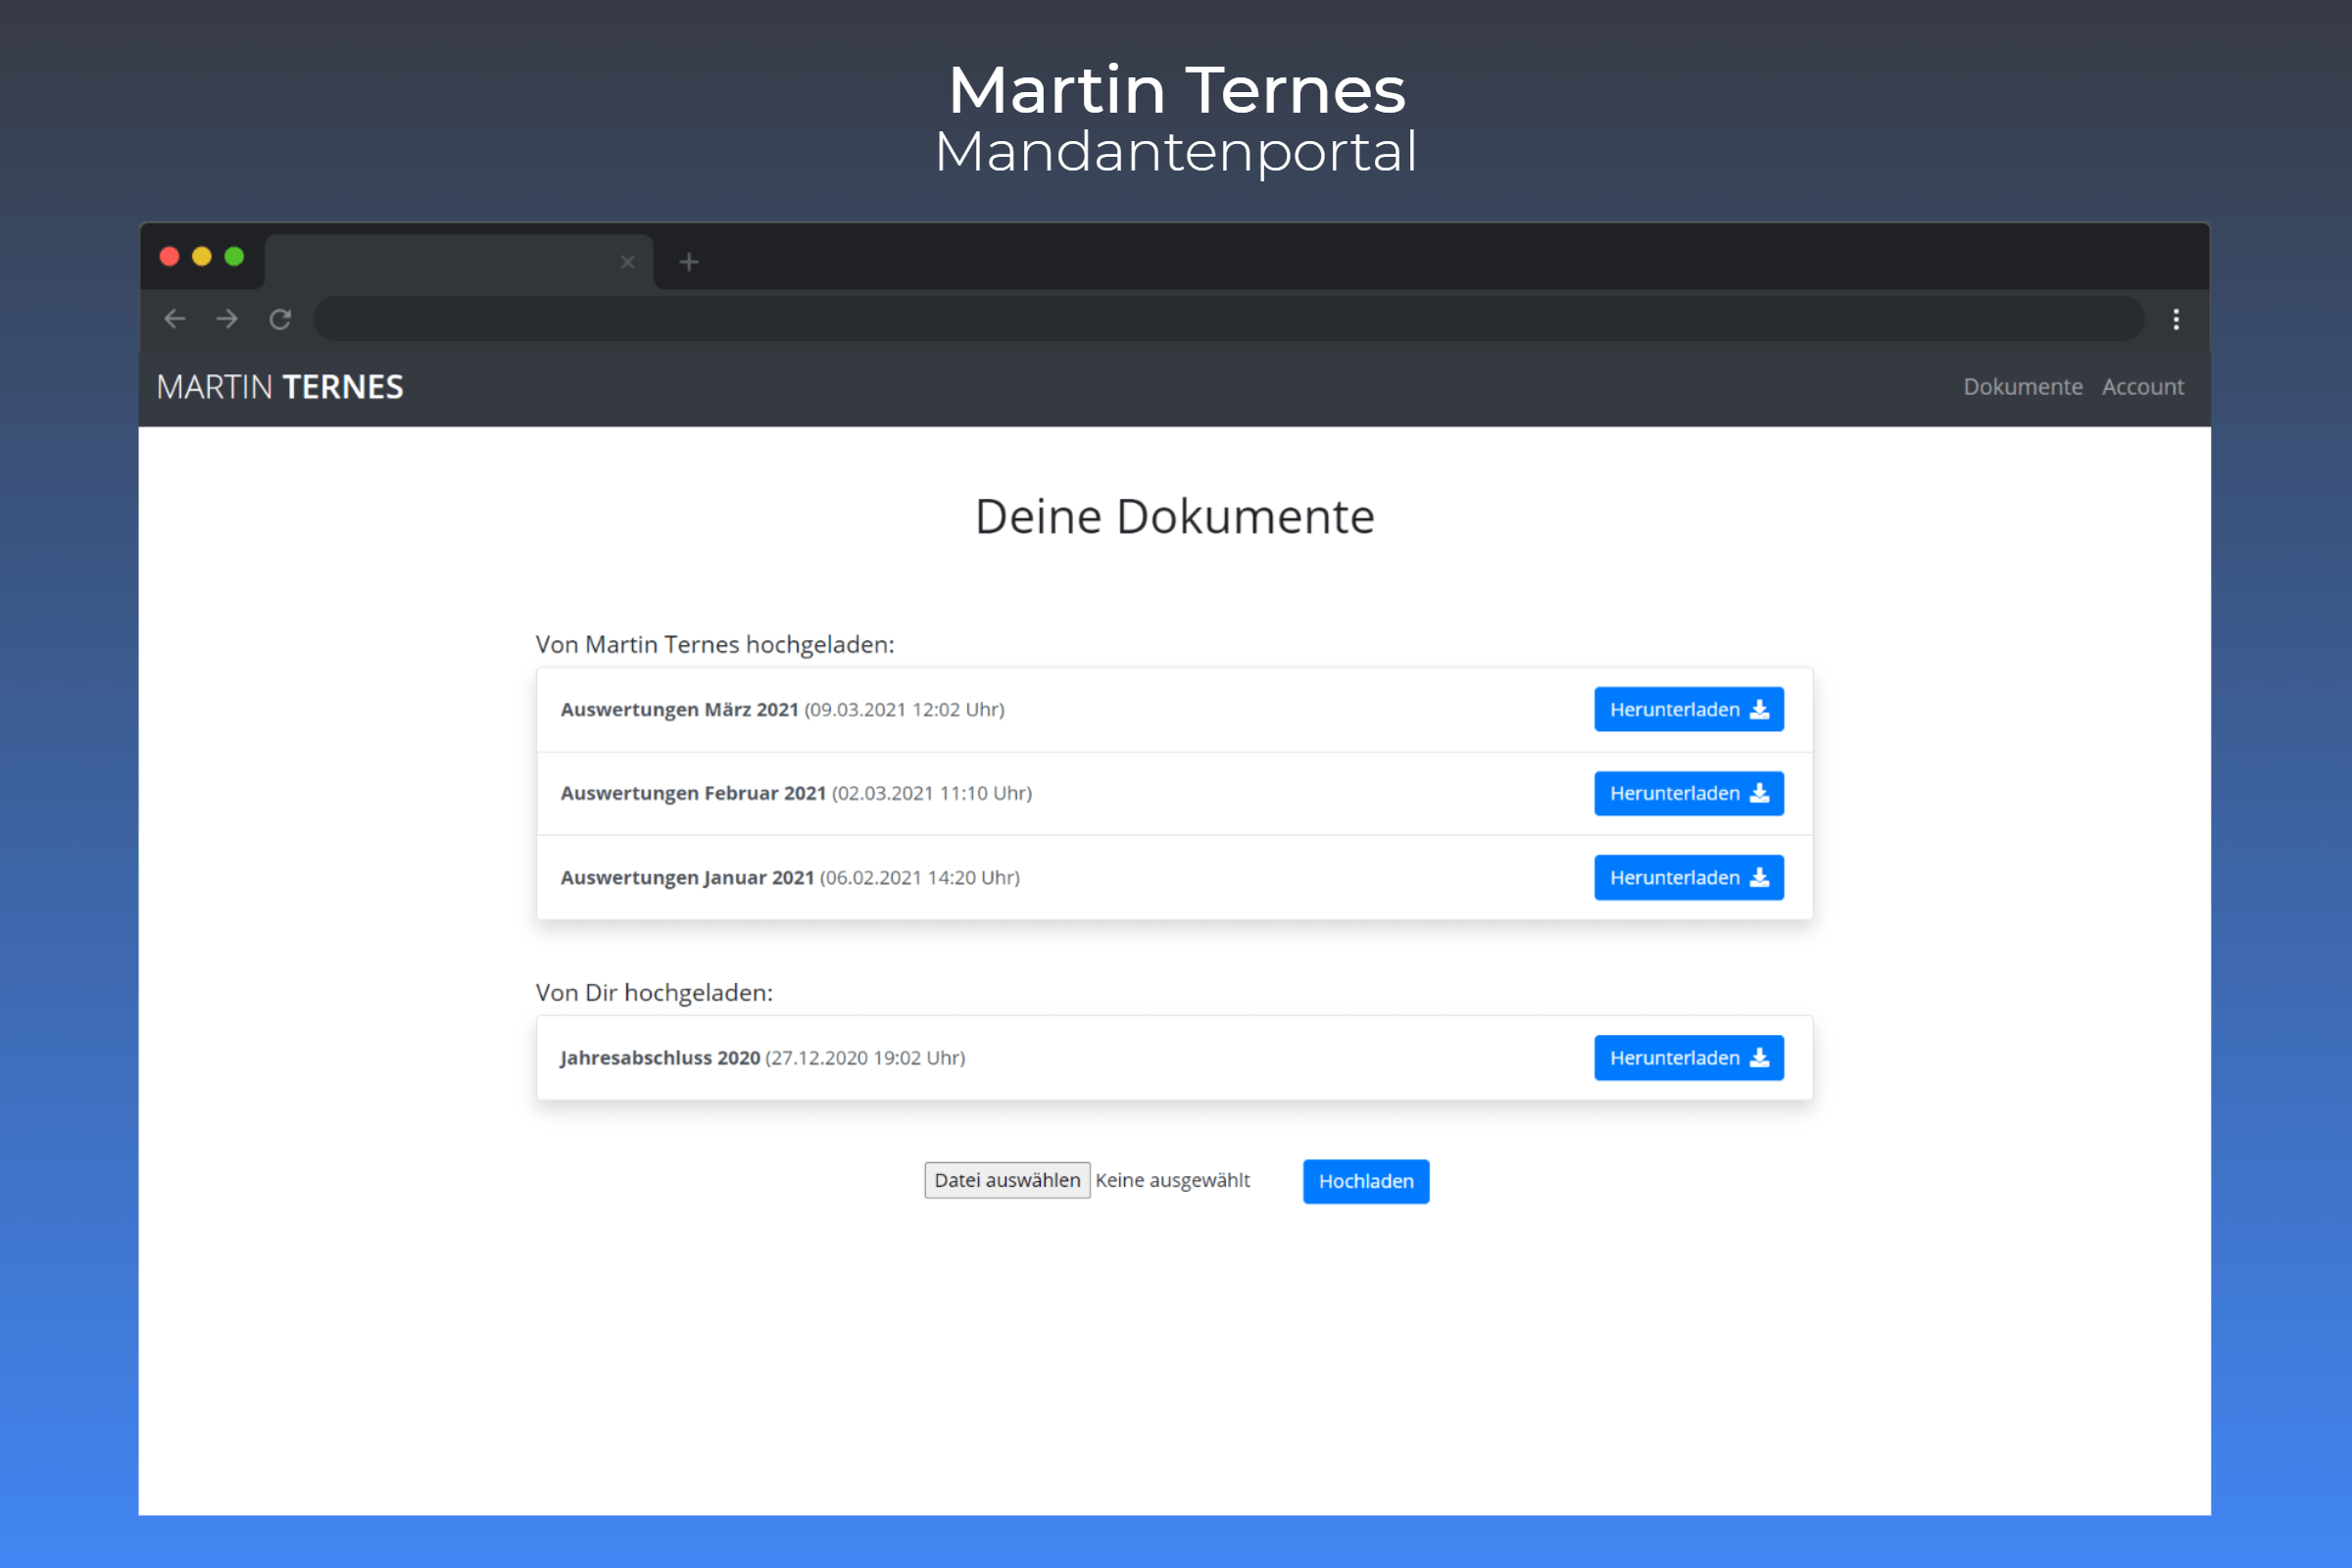 Martin Ternes
Mandantenportal
MARTIN TERNES
Dokumente Account
Deine Dokumente
Von Martin Ternes hochgeladen:
Auswertungen März 2021 (09.03.2021 12:02 Uhr) Herunterladen
Auswertungen Februar 2021 (02.03.2021 11:10 Uhr) Herunterladen
Auswertungen Januar 2021 (06.02.2021 14:20 Uhr) Herunterladen
Von Dir hochgeladen:
Jahresabschluss 2020 (27.12.2020 19:02 Uhr) Herunterladen
Datei auswählen Keine ausgewählt Hochladen